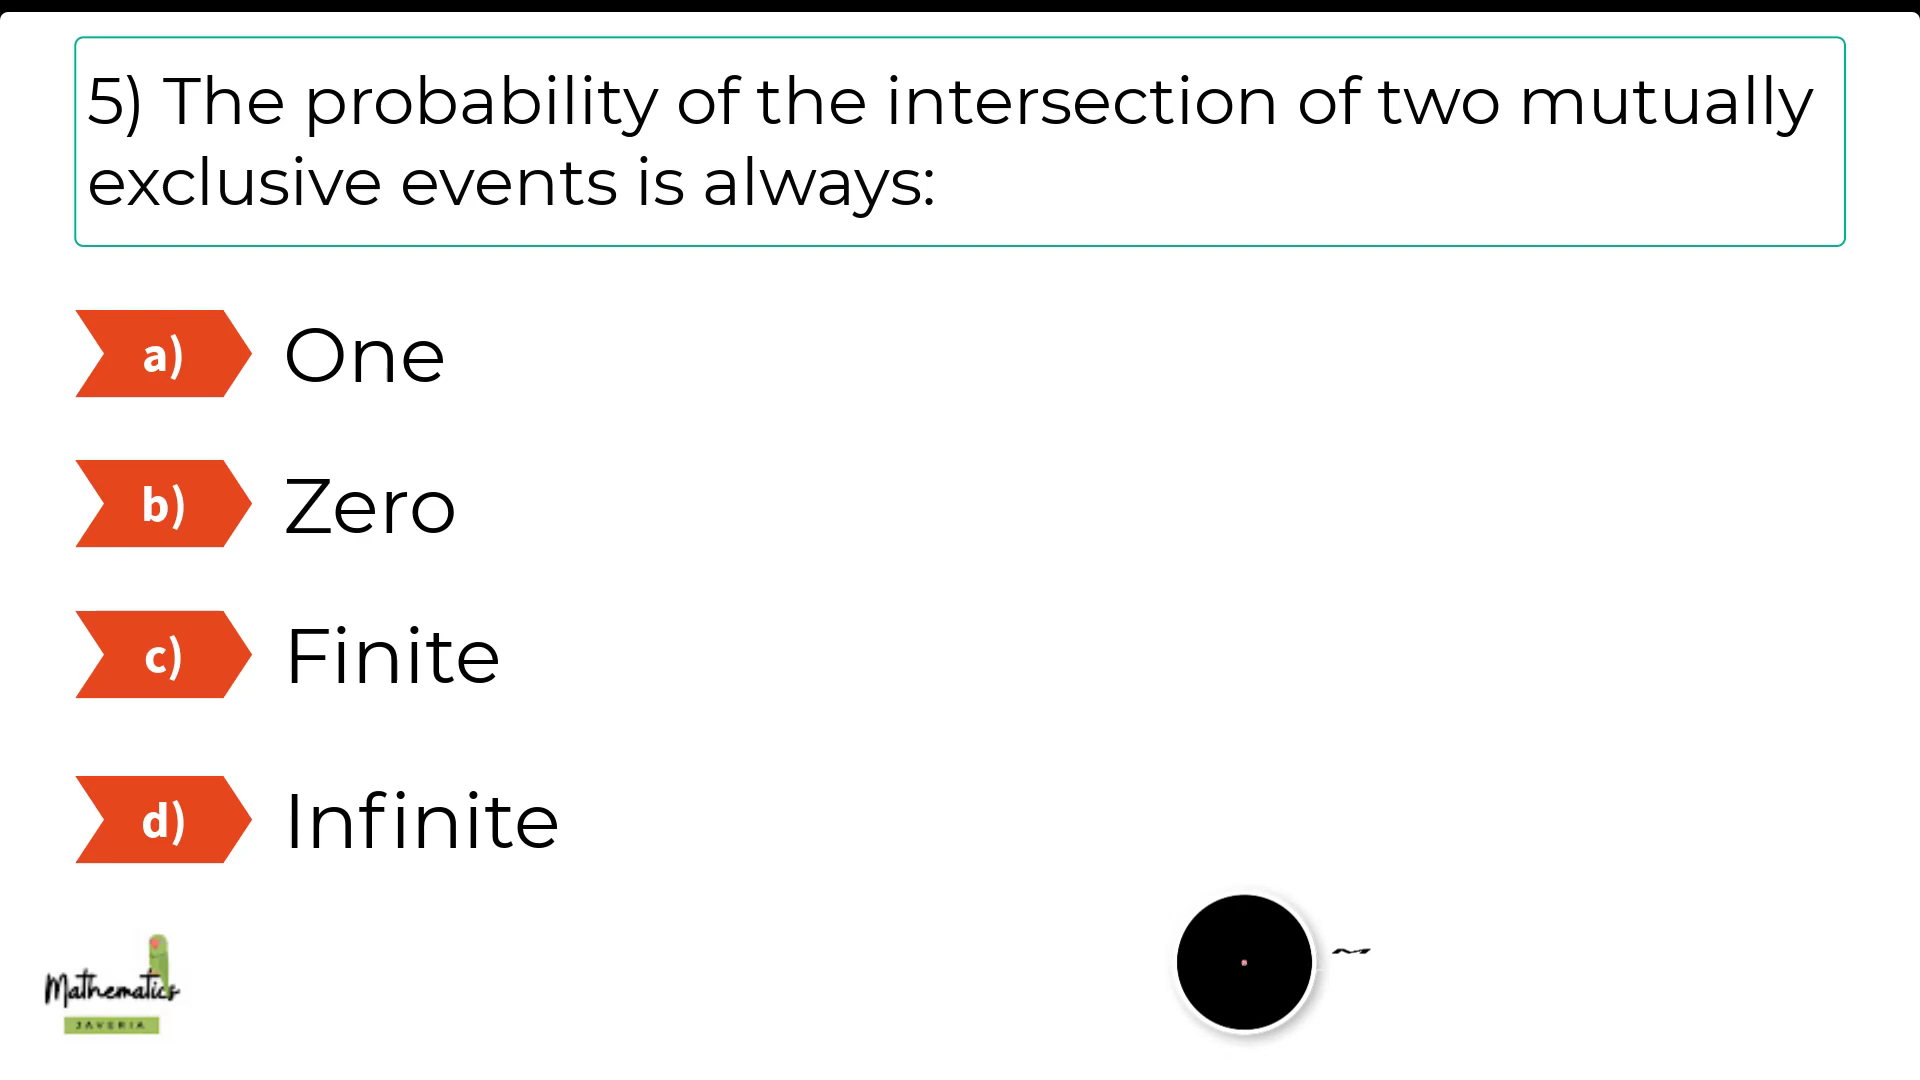 5) The probability of the intersection of two mutually
exclusive events is always:
a) One
b) Zero
c) Finite
d) Infinite
Mathematics
JAVERIA